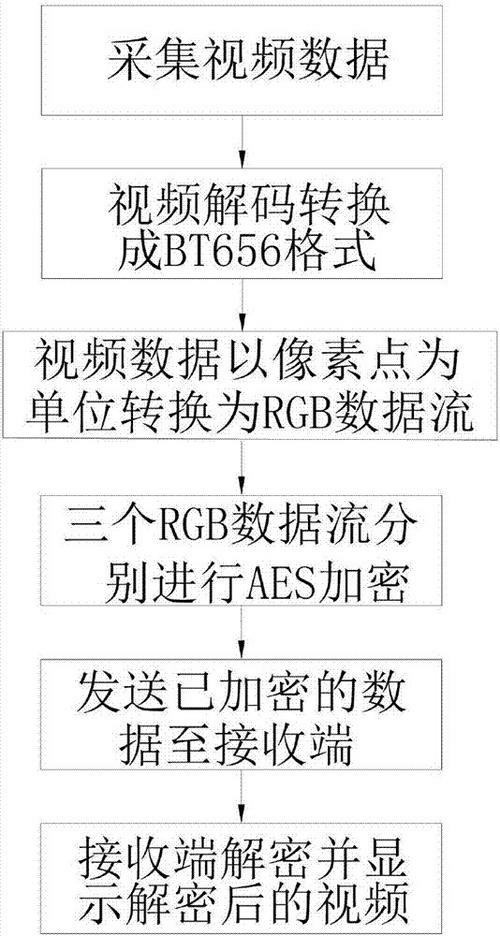 采集视频数据
视频解码转换
成BT656格式
视频数据以像素点为
单位转换为RGB数据流
三个RGB数据流分
别进行AES加密
发送已加密的数
据至接收端
接收端解密并显
示解密后的视频